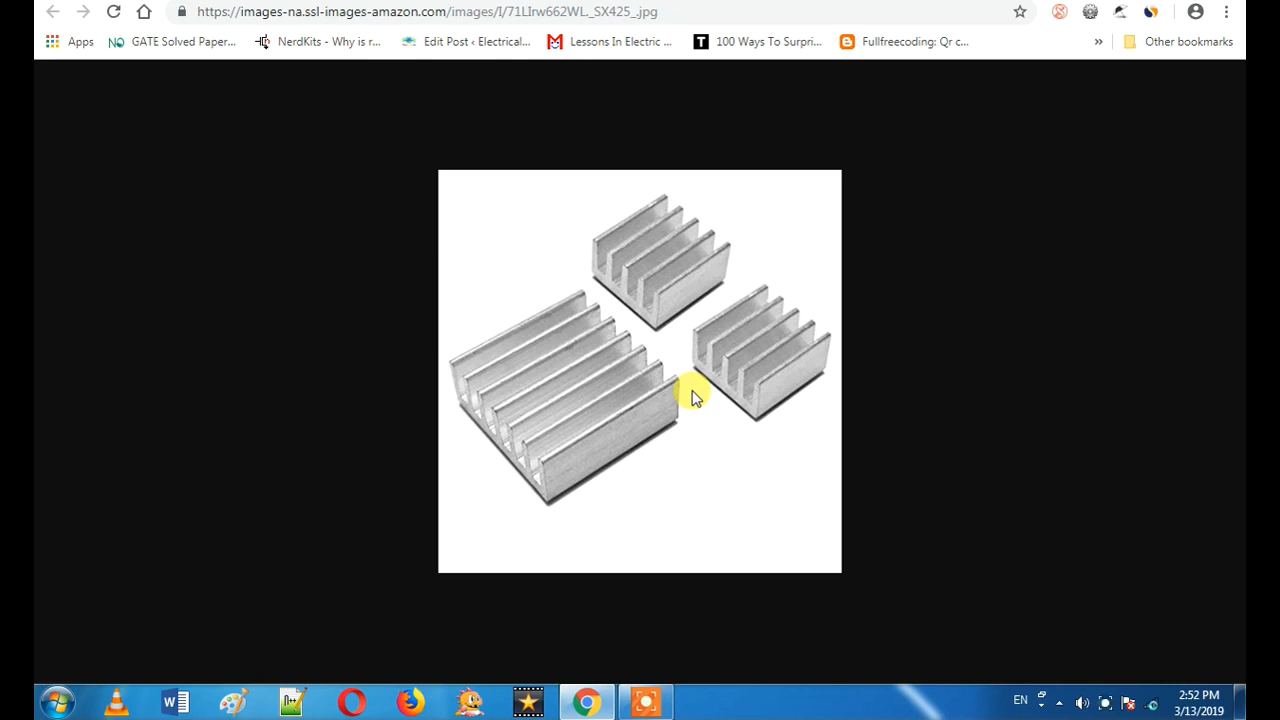 https://images-na.ssl-images-amazon.com/images/I/71LIrw662WL._SX425_.jpg
Apps NQ GATE Solved Paper... NerdKits - Why is r... Edit Post ‹ Electrical... Lessons In Electric ... T 100 Ways To Surpri... Fullfreecoding: Qr c... » Other bookmarks
W n++ EN 2:52 PM
3/13/2019